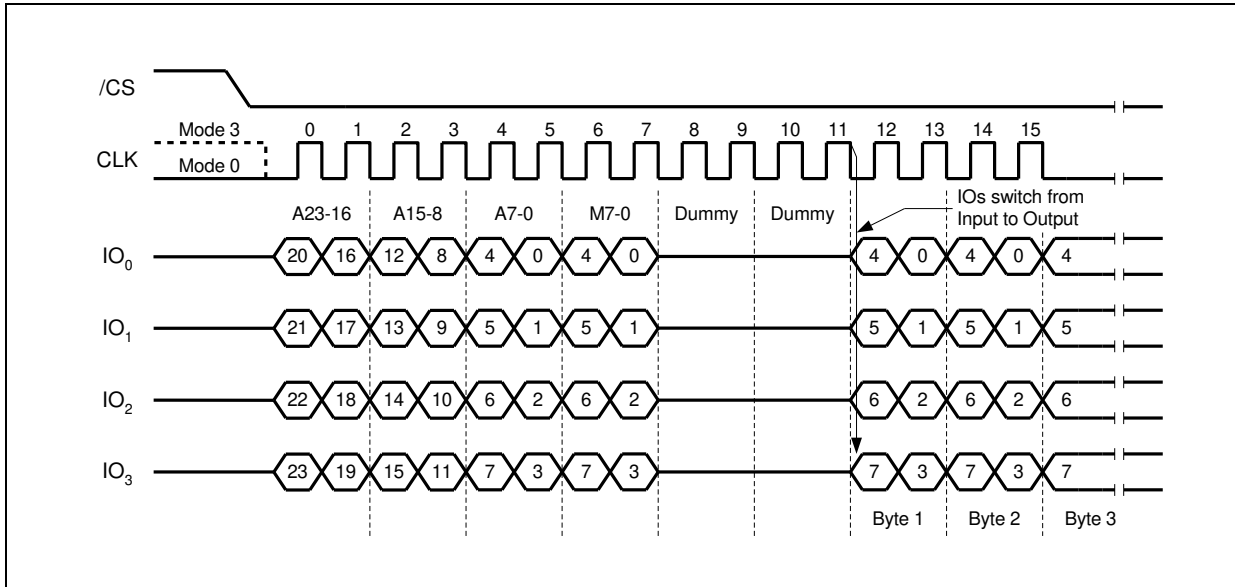 /CS
Mode 3 0 1 2 3 4 5 6 7 8 9 10 11 12 13 14 15
CLK
Mode 0
IOs switch from
Input to Output
A23-16 A15-8 A7-0 M7-0 Dummy Dummy
IO0 20 16 12 8 4 0 4 0 4 0 4 0 4
IO1 21 17 13 9 5 1 5 1 5 1 5 1 5
IO2 22 18 14 10 6 2 6 2 6 2 6 2 6
IO3 23 19 15 11 7 3 7 3 7 3 7 3 7
Byte 1 Byte 2 Byte 3